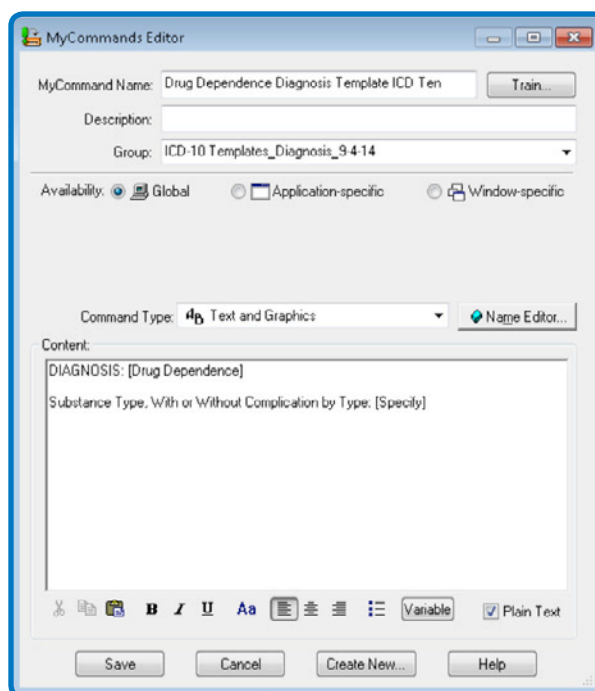 MyCommands Editor
MyCommand Name: Drug Dependence Diagnosis Template ICD Ten Train...
Description:
Group: ICD-10 Templates_Diagnosis_9-4-14
Availability: Global Application-specific Window-specific
Command Type: AB Text and Graphics Name Editor...
Content:
DIAGNOSIS: [Drug Dependence]
Substance Type, With or Without Complication by Type: [Specify]
B I U Aa Variable Plain Text
Save Cancel Create New... Help